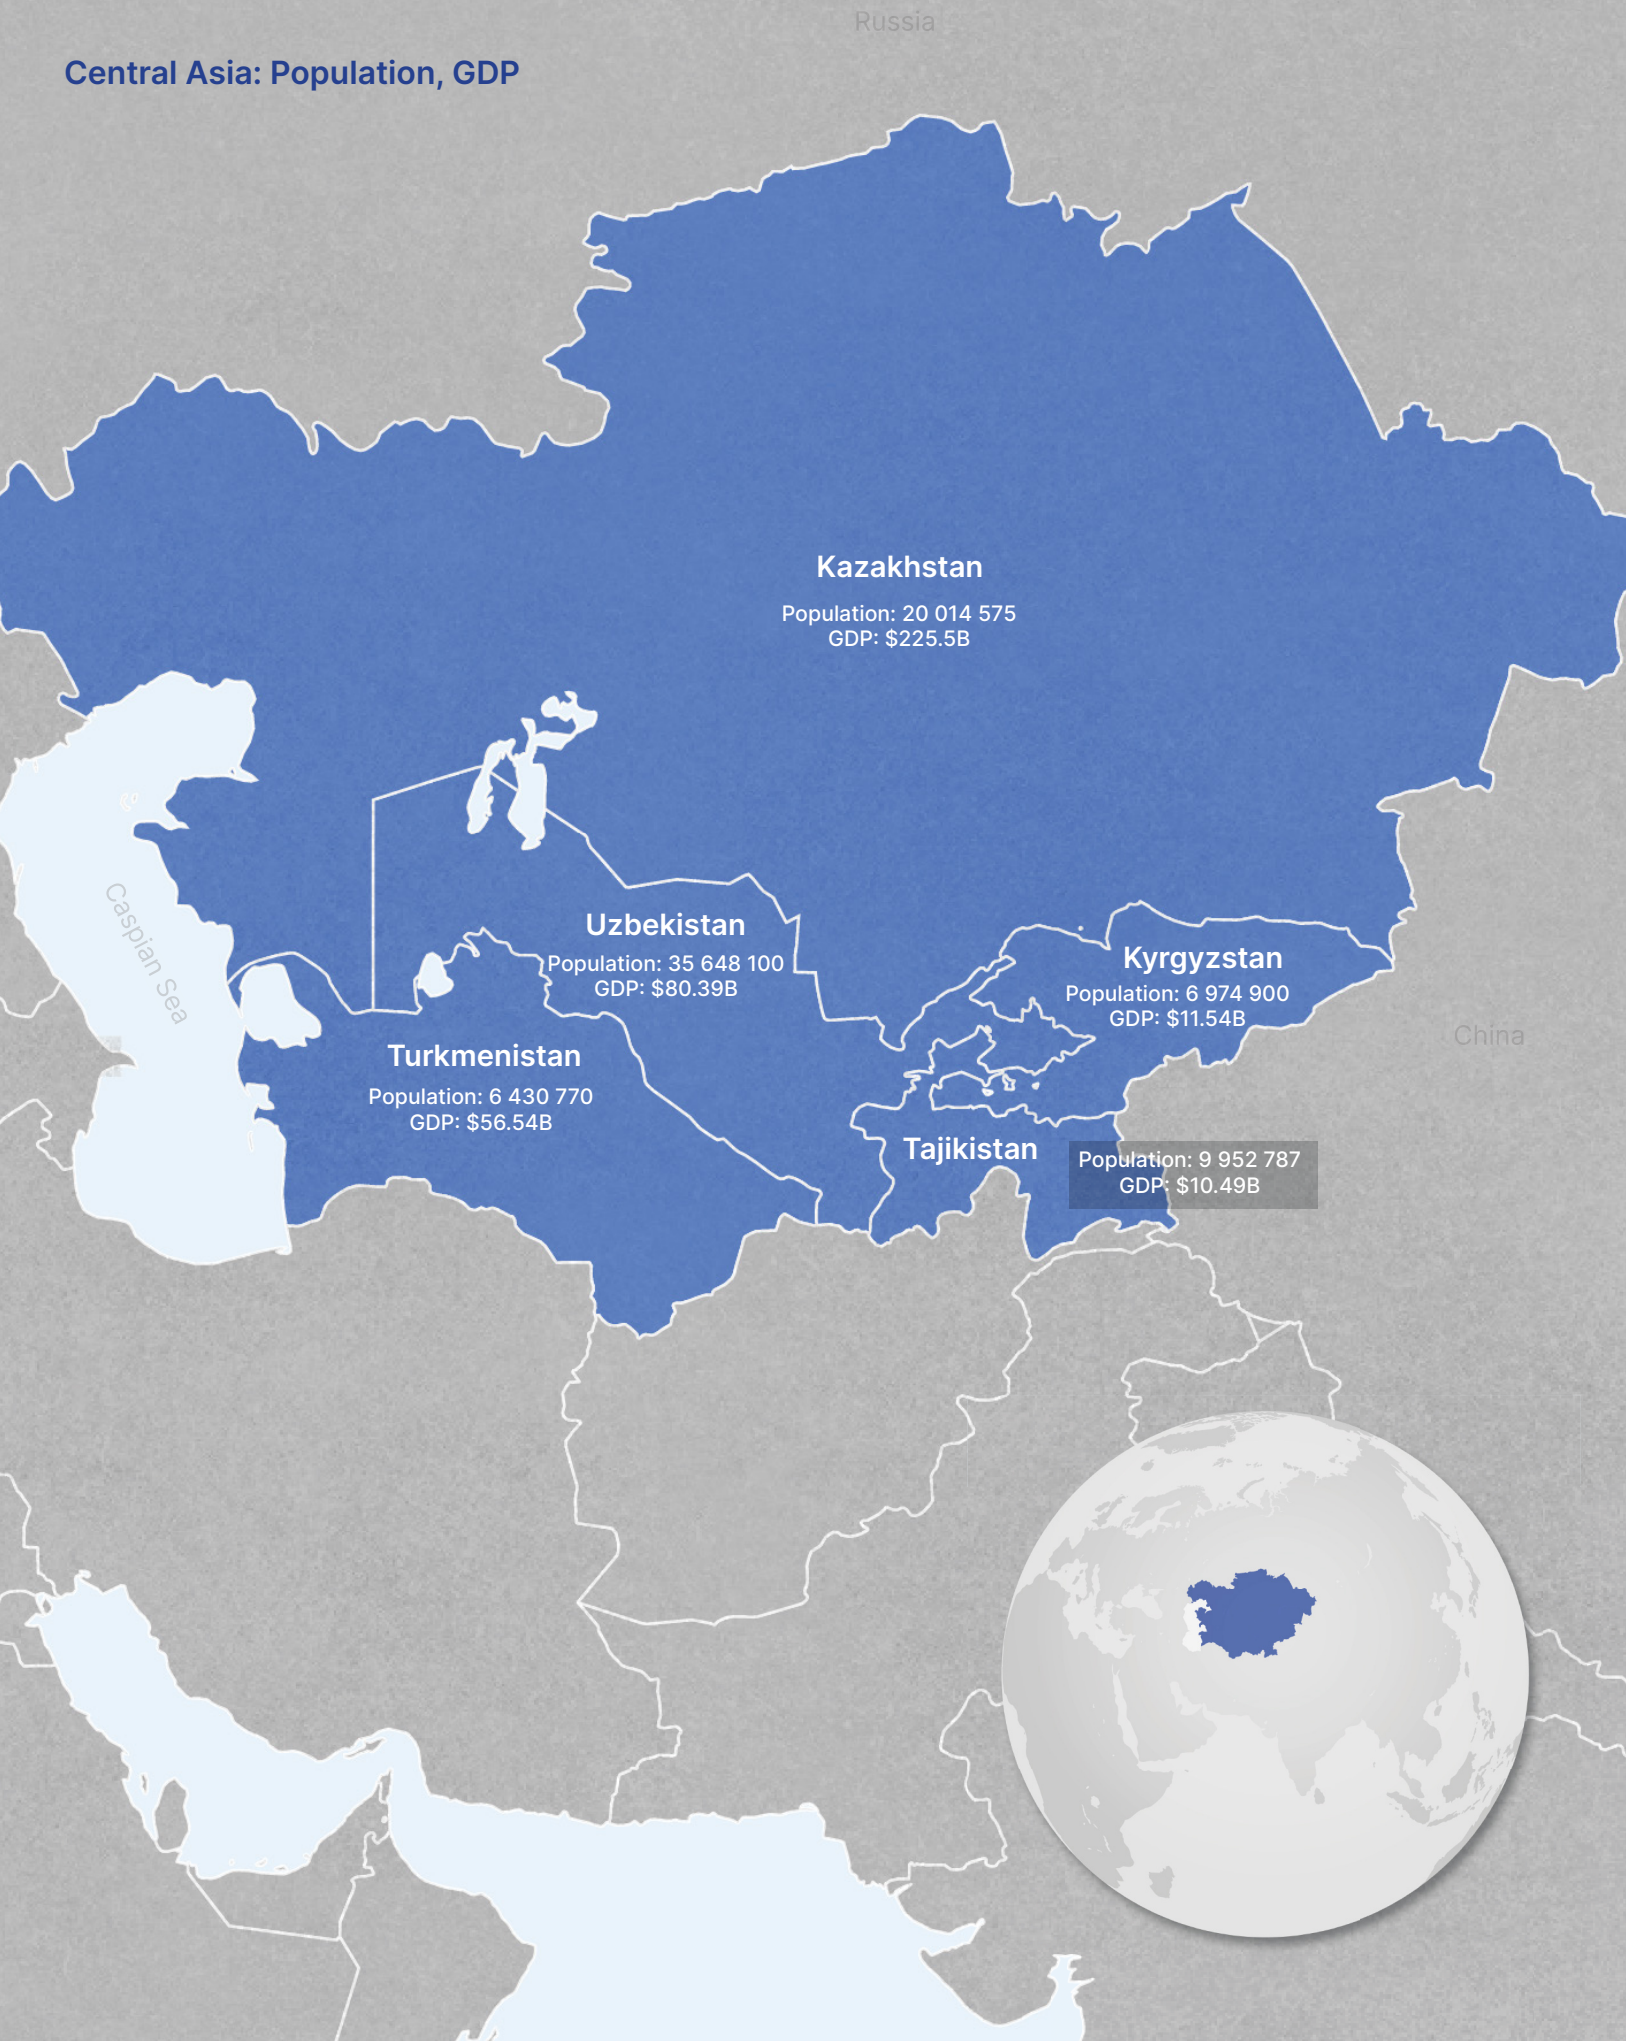 Russia
Central Asia: Population, GDP
Kazakhstan
Population: 20 014 575
GDP: $225.5B
Caspian Sea
Uzbekistan
Population: 35 648 100
GDP: $80.39B
Kyrgyzstan
Population: 6 974 900
GDP: $11.54B
China
Turkmenistan
Population: 6 430 770
GDP: $56.54B
Tajikistan
Population: 9 952 787
GDP: $10.49B